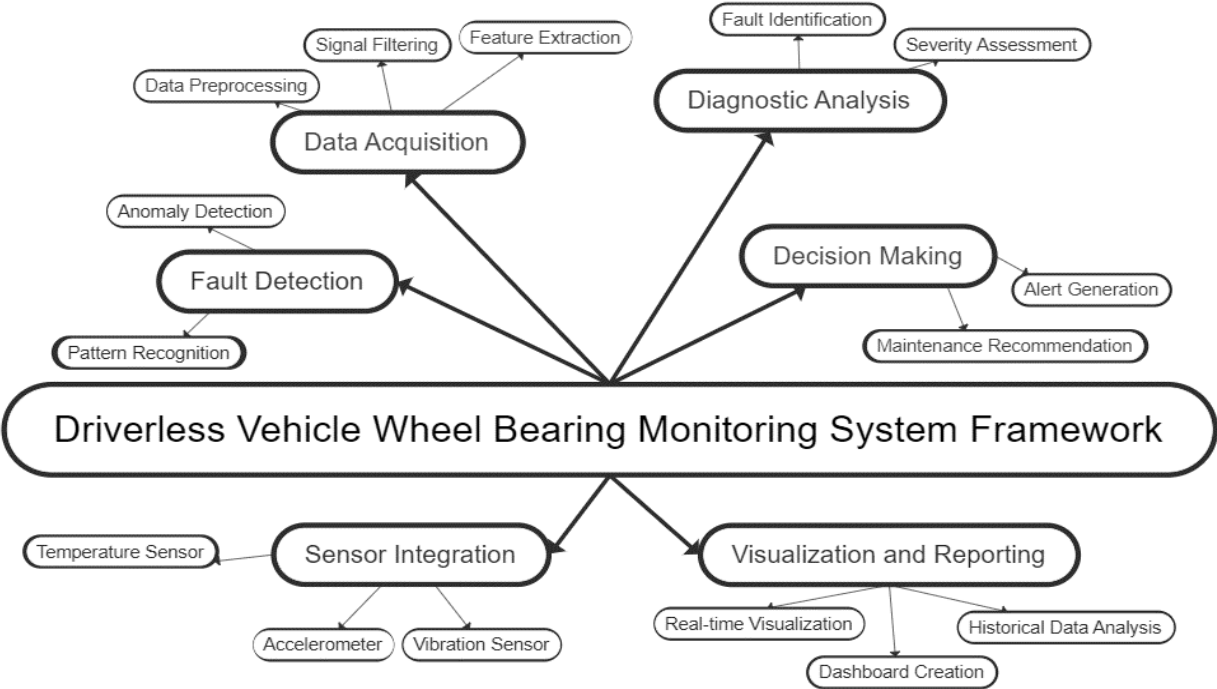 Fault Identification
Signal Filtering
Feature Extraction
Severity Assessment
Data Preprocessing
Diagnostic Analysis
Data Acquisition
Anomaly Detection
Decision Making
Fault Detection
Alert Generation
Pattern Recognition
Maintenance Recommendation
Driverless Vehicle Wheel Bearing Monitoring System Framework
Temperature Sensor
Sensor Integration
Visualization and Reporting
Real-time Visualization
Historical Data Analysis
Accelerometer
Vibration Sensor
Dashboard Creation